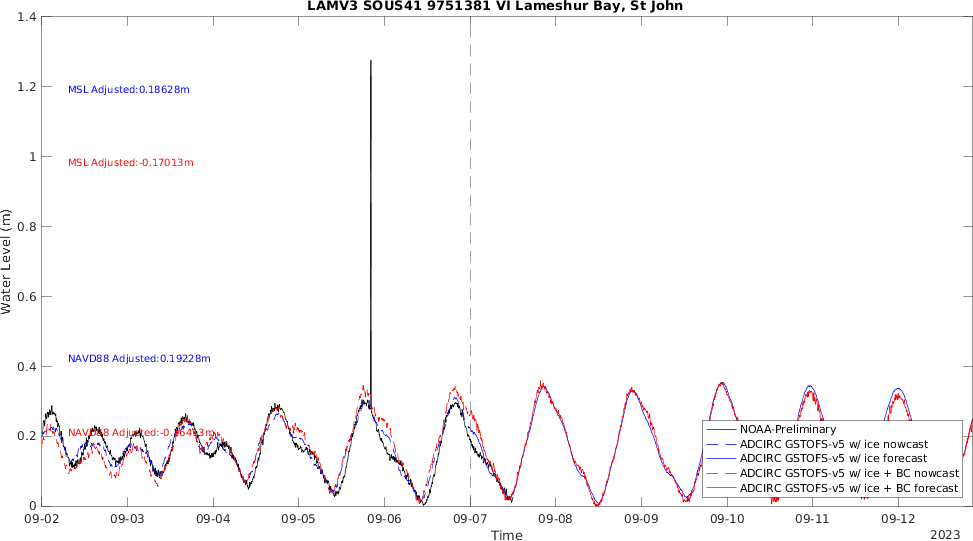 LAMV3 SOUS41 9751381 VI Lameshur Bay, St John
1.4
1.2
1
0.8
0.6
0.4
0.2
0
Water Level (m)
MSL Adjusted:0.18628m
MSL Adjusted:-0.17013m
NAVD88 Adjusted:0.19228m
NAVD88 Adjusted:
NOAA-Preliminary
ADCIRC GSTOFS-v5 w/ ice nowcast
ADCIRC GSTOFS-v5 w/ ice forecast
ADCIRC GSTOFS-v5 w/ ice + BC nowcast
ADCIRC GSTOFS-v5 w/ ice + BC forecast
09-02 09-03 09-04 09-05 09-06 09-07 09-08 09-09 09-10 09-11 09-12
Time
2023